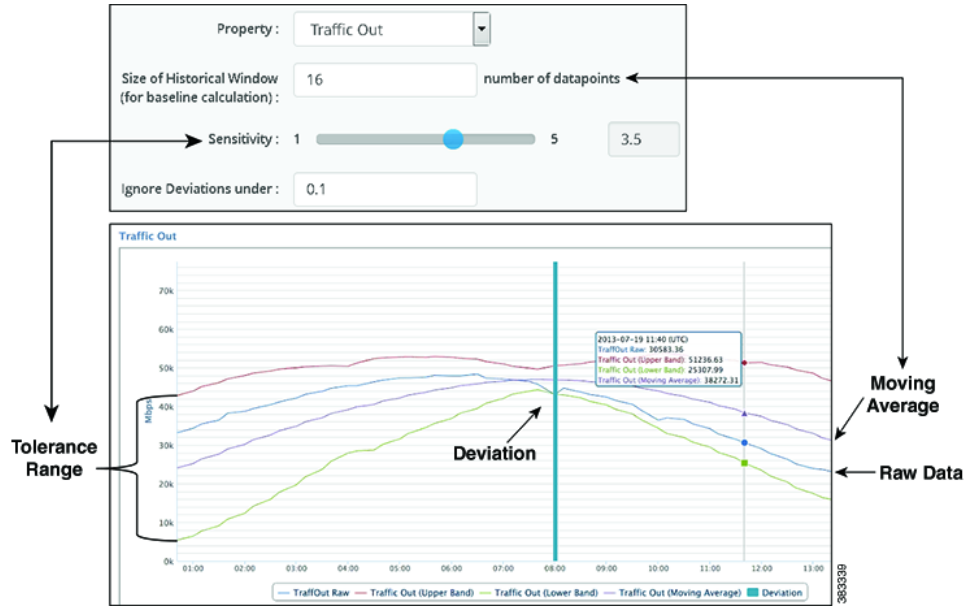 Property :
Traffic Out
Size of Historical Window
(for baseline calculation) :
16
number of datapoints
Sensitivity :
1
5
3.5
Ignore Deviations under :
0.1
Traffic Out
70k
60k
50k
40k
30k
20k
10k
0k
Mbps
2013-07-19 11:40 (UTC)
TraffOut Raw: 30583.36
Traffic Out (Upper Band): 51236.63
Traffic Out (Lower Band): 25307.99
Traffic Out (Moving Average): 38272.31
Deviation
Tolerance
Range
Moving
Average
Raw Data
01:00 02:00 03:00 04:00 05:00 06:00 07:00 08:00 09:00 10:00 11:00 12:00 13:00
TraffOut Raw Traffic Out (Upper Band) Traffic Out (Lower Band) Traffic Out (Moving Average) Deviation
383339